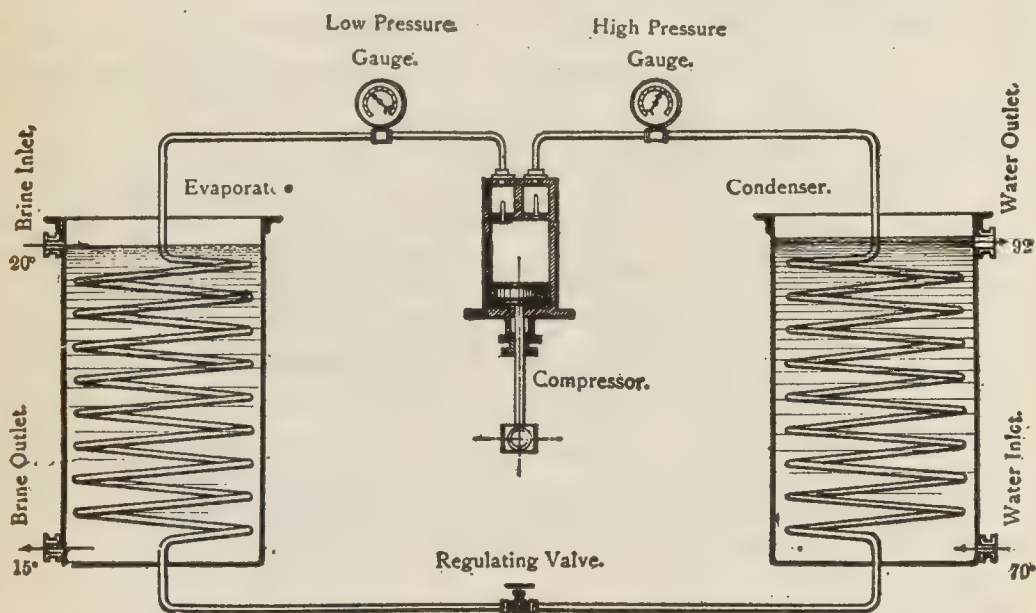 Low Pressure
Gauge.
High Pressure
Gauge.
Brine Inlet,
20°
Condenser.
Water Outlet.
92
Compressor.
Brine Outlet.
15°
Water Inlet.
70°
Regulating Valve.